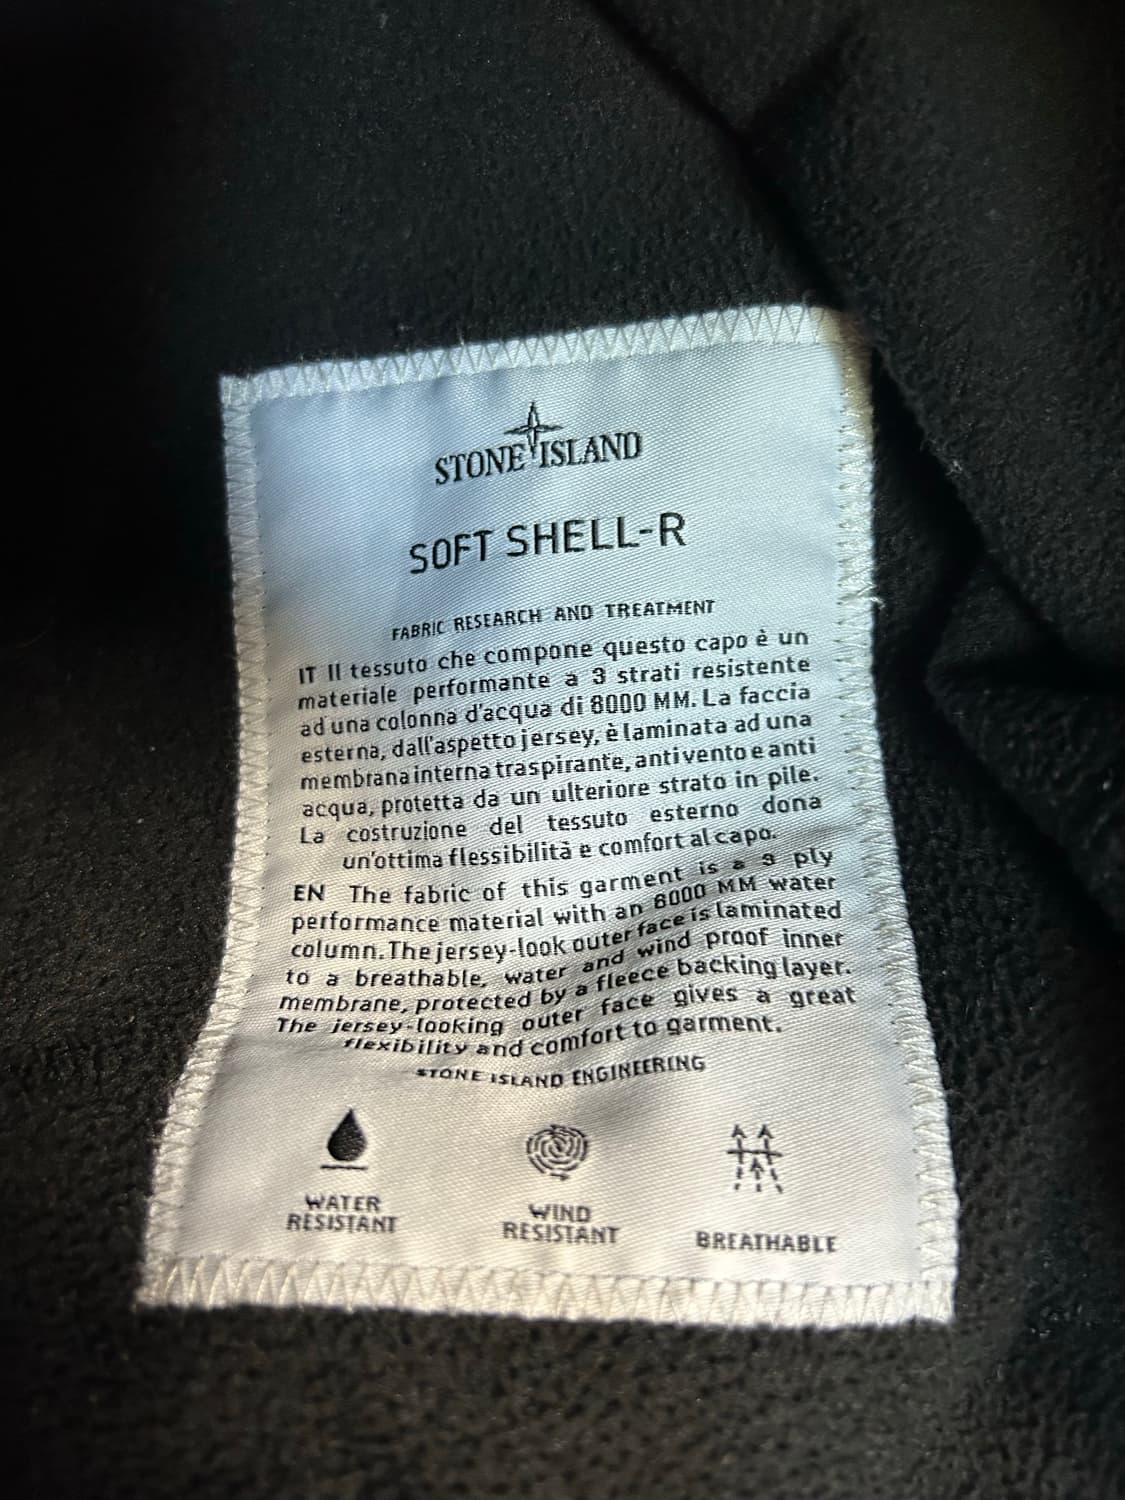 STONE ISLAND
SOFT SHELL-R
FABRIC RESEARCH AND TREATMENT
IT Il tessuto che compone questo capo è un
materiale performante a 3 strati resistente
ad una colonna d'acqua di 8000 MM. La faccia
esterna, dall'aspetto jersey, è laminata ad una
membrana interna traspirante, antivento e anti
acqua, protetta da un ulteriore strato in pile.
La costruzione del tessuto esterno dona
un'ottima flessibilità e comfort al capo.
EN The fabric of this garment is a 3 ply
performance material with an 8000 MM water
column. The jersey-look outer face is laminated
to a breathable, water and wind proof inner
membrane, protected by a fleece backing layer.
The jersey-looking outer face gives a great
flexibility and comfort to garment.
STONE ISLAND ENGINEERING
WATER
RESISTANT
WIND
RESISTANT
BREATHABLE